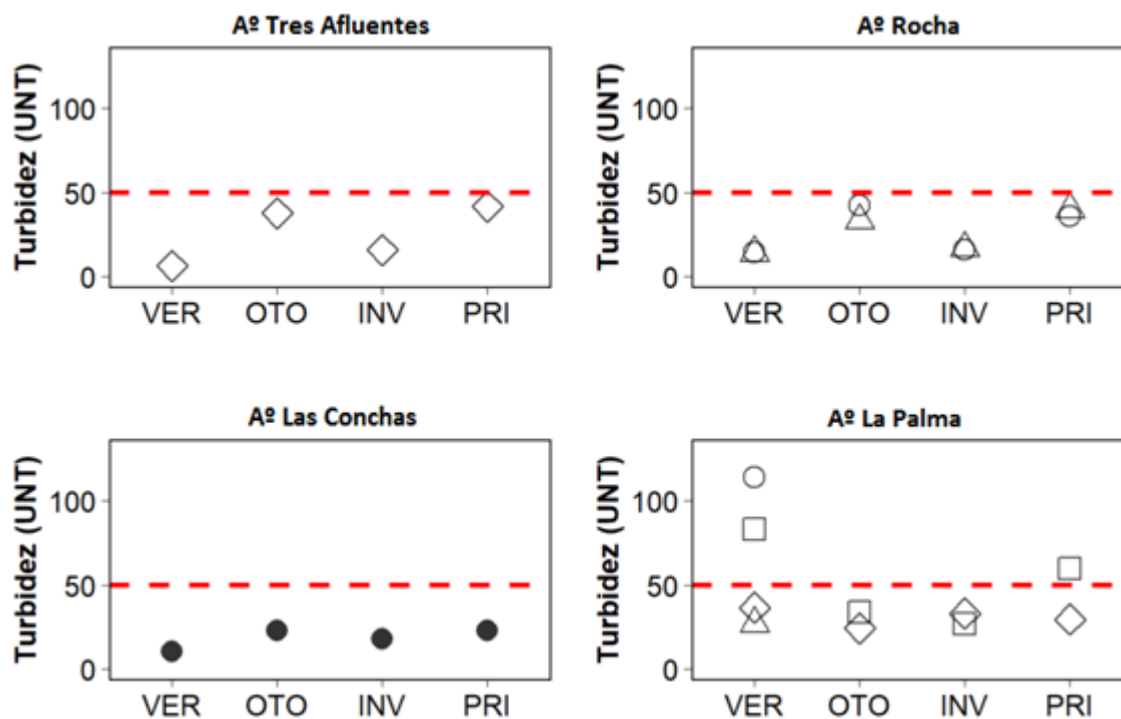 Aº Tres Afluentes
Turbidez (UNT)
100
50
0
VER OTO INV PRI
Aº Rocha
Turbidez (UNT)
100
50
0
VER OTO INV PRI
Aº Las Conchas
Turbidez (UNT)
100
50
0
VER OTO INV PRI
Aº La Palma
Turbidez (UNT)
100
50
0
VER OTO INV PRI